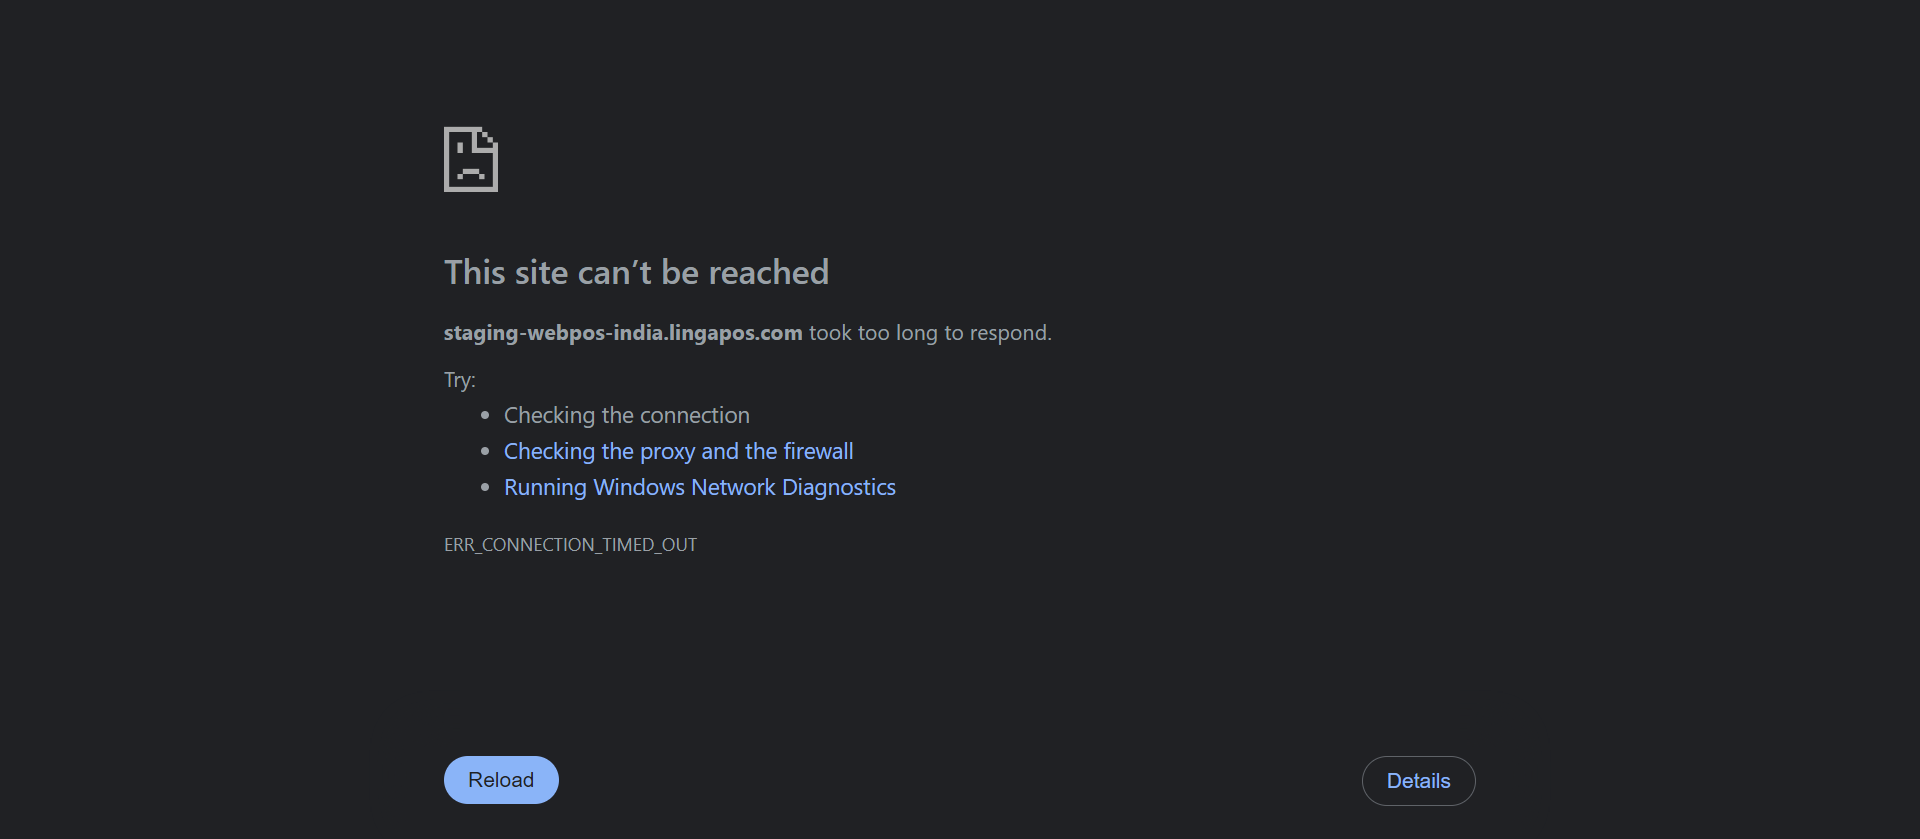 This site can’t be reached
staging-webpos-india.lingapos.com took too long to respond.
Try:
Checking the connection
Checking the proxy and the firewall
Running Windows Network Diagnostics
ERR_CONNECTION_TIMED_OUT
Reload
Details